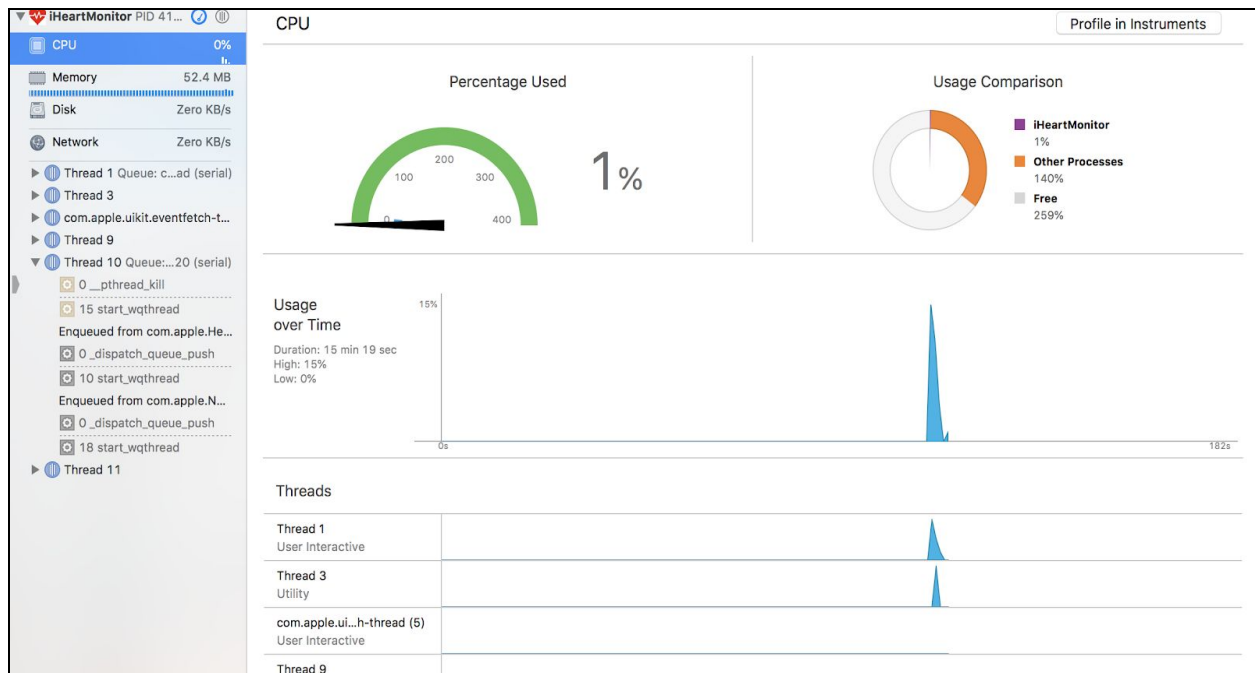 iHeartMonitor PID 41...
CPU 0%
Memory 52.4 MB
Disk Zero KB/s
Network Zero KB/s
Thread 1 Queue: c...ad (serial)
Thread 3
com.apple.uikit.eventfetch-t...
Thread 9
Thread 10 Queue:...20 (serial)
0 __pthread_kill
15 start_wqthread
Enqueued from com.apple.He...
0 _dispatch_queue_push
10 start_wqthread
Enqueued from com.apple.N...
0 _dispatch_queue_push
18 start_wqthread
Thread 11
CPU
Profile in Instruments
Percentage Used
0
100
200
300
400
1%
Usage Comparison
iHeartMonitor
1%
Other Processes
140%
Free
259%
Usage
over Time
Duration: 15 min 19 sec
High: 15%
Low: 0%
15%
0s
182s
Threads
Thread 1
User Interactive
Thread 3
Utility
com.apple.ui...h-thread (5)
User Interactive
Thread 9